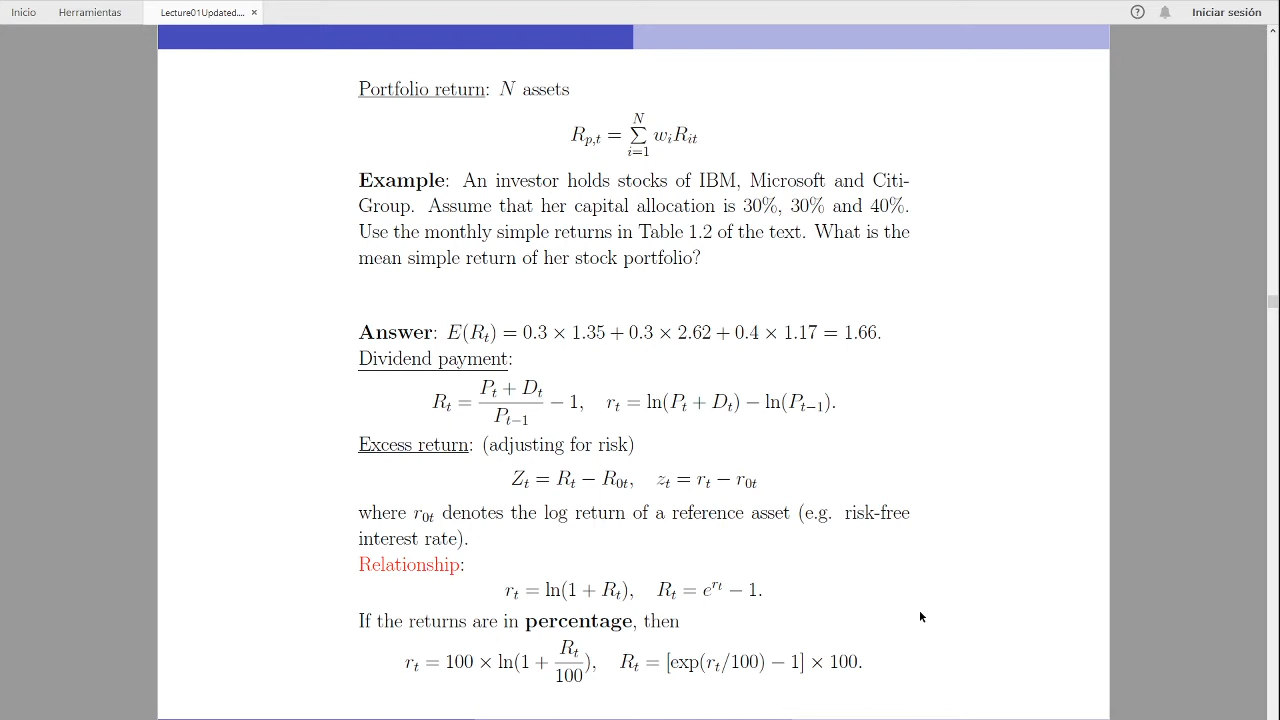 Inicio Herramientas Lecture01Updated.... × ? Iniciar sesión
Portfolio return: N assets
R_{p,t} = \sum_{i=1}^{N} w_i R_{it}
Example: An investor holds stocks of IBM, Microsoft and Citi-
Group. Assume that her capital allocation is 30%, 30% and 40%.
Use the monthly simple returns in Table 1.2 of the text. What is the
mean simple return of her stock portfolio?
Answer: E(R_t) = 0.3 × 1.35 + 0.3 × 2.62 + 0.4 × 1.17 = 1.66.
Dividend payment:
R_t = \frac{P_t + D_t}{P_{t−1}} − 1, r_t = ln(P_t + D_t) − ln(P_{t−1}).
Excess return: (adjusting for risk)
Z_t = R_t − R_{0t}, z_t = r_t − r_{0t}
where r_{0t} denotes the log return of a reference asset (e.g. risk-free
interest rate).
Relationship:
r_t = ln(1 + R_t), R_t = e^{r_t} − 1.
If the returns are in percentage, then
r_t = 100 × ln(1 + \frac{R_t}{100}), R_t = [exp(r_t/100) − 1] × 100.